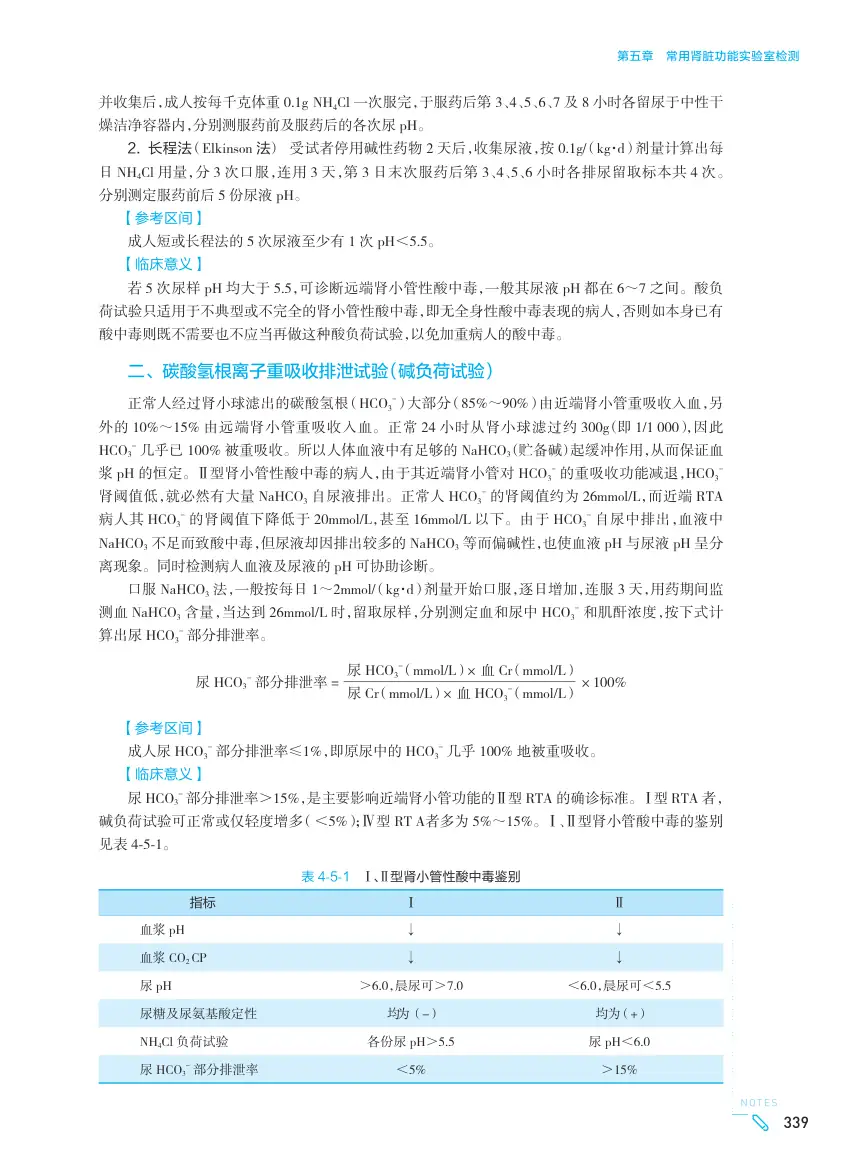 第五章 常用肾脏功能实验室检测
并收集后,成人按每千克体重 0.1g NH₄Cl 一次服完,于服药后第 3、4、5、6、7 及 8 小时各留尿于中性干
燥洁净容器内,分别测服药前及服药后的各次尿 pH。
2. 长程法(Elkinson 法) 受试者停用碱性药物 2 天后,收集尿液,按 0.1g/(kg·d)剂量计算出每
日 NH₄Cl 用量,分 3 次口服,连用 3 天,第 3 日末次服药后第 3、4、5、6 小时各排尿留取标本共 4 次。
分别测定服药前后 5 份尿液 pH。
【参考区间】
成人短或长程法的 5 次尿液至少有 1 次 pH<5.5。
【临床意义】
若 5 次尿样 pH 均大于 5.5,可诊断远端肾小管性酸中毒,一般其尿液 pH 都在 6~7 之间。酸负
荷试验只适用于不典型或不完全的肾小管性酸中毒,即无全身性酸中毒表现的病人,否则如本身已有
酸中毒则既不需要也不应当再做这种酸负荷试验,以免加重病人的酸中毒。
二、碳酸氢根离子重吸收排泄试验(碱负荷试验)
正常人经过肾小球滤出的碳酸氢根(HCO₃⁻)大部分(85%~90%)由近端肾小管重吸收入血,另
外的 10%~15% 由远端肾小管重吸收入血。正常 24 小时从肾小球滤过约 300g(即 1/1 000),因此
HCO₃⁻ 几乎已 100% 被重吸收。所以人体血液中有足够的 NaHCO₃(贮备碱)起缓冲作用,从而保证血
浆 pH 的恒定。Ⅱ型肾小管性酸中毒的病人,由于其近端肾小管对 HCO₃⁻ 的重吸收功能减退,HCO₃⁻
肾阈值低,就必然有大量 NaHCO₃ 自尿液排出。正常人 HCO₃⁻ 的肾阈值约为 26mmol/L,而近端 RTA
病人其 HCO₃⁻ 的肾阈值下降低于 20mmol/L,甚至 16mmol/L 以下。由于 HCO₃⁻ 自尿中排出,血液中
NaHCO₃ 不足而致酸中毒,但尿液却因排出较多的 NaHCO₃ 等而偏碱性,也使血液 pH 与尿液 pH 呈分
离现象。同时检测病人血液及尿液的 pH 可协助诊断。
口服 NaHCO₃ 法,一般按每日 1~2mmol/(kg·d)剂量开始口服,逐日增加,连服 3 天,用药期间监
测血 NaHCO₃ 含量,当达到 26mmol/L 时,留取尿样,分别测定血和尿中 HCO₃⁻ 和肌酐浓度,按下式计
算出尿 HCO₃⁻ 部分排泄率。
尿 HCO₃⁻(mmol/L)× 血 Cr(mmol/L)
尿 HCO₃⁻ 部分排泄率 = × 100%
尿 Cr(mmol/L)× 血 HCO₃⁻(mmol/L)
【参考区间】
成人尿 HCO₃⁻ 部分排泄率≤1%,即原尿中的 HCO₃⁻ 几乎 100% 地被重吸收。
【临床意义】
尿 HCO₃⁻ 部分排泄率>15%,是主要影响近端肾小管功能的Ⅱ型 RTA 的确诊标准。Ⅰ型 RTA 者,
碱负荷试验可正常或仅轻度增多(<5%);Ⅳ型 RT A者多为 5%~15%。Ⅰ、Ⅱ型肾小管酸中毒的鉴别
见表 4-5-1。
表 4-5-1 Ⅰ、Ⅱ型肾小管性酸中毒鉴别
指标 Ⅰ Ⅱ
血浆 pH ↓ ↓
血浆 CO₂CP ↓ ↓
尿 pH >6.0,晨尿可>7.0 <6.0,晨尿可<5.5
尿糖及尿氨基酸定性 均为(-) 均为(+)
NH₄Cl 负荷试验 各份尿 pH>5.5 尿 pH<6.0
尿 HCO₃⁻ 部分排泄率 <5% >15%
NOTES
339